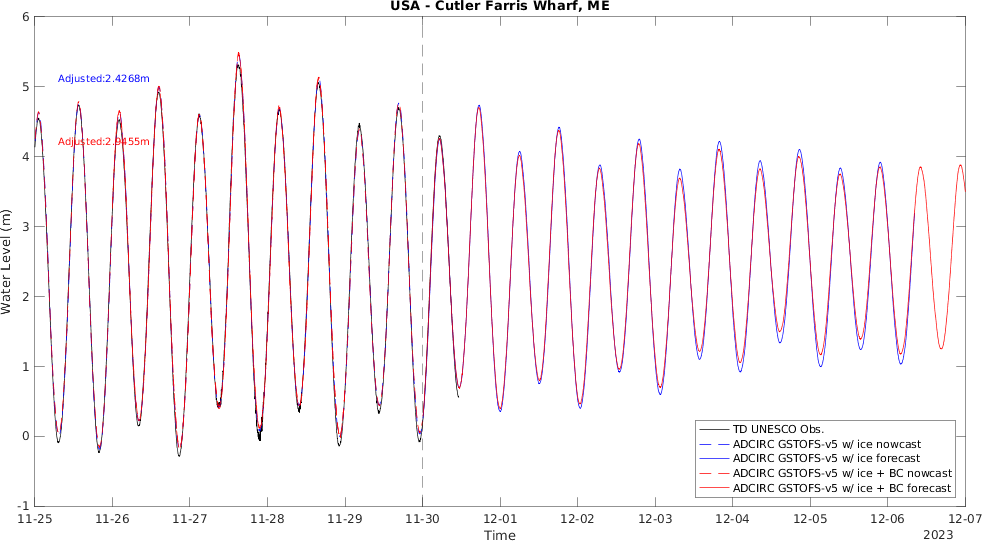 USA - Cutler Farris Wharf, ME
6
5
4
3
2
1
0
-1
Water Level (m)
Adjusted:2.4268m
Adjusted:2.9455m
TD UNESCO Obs.
ADCIRC GSTOFS-v5 w/ ice nowcast
ADCIRC GSTOFS-v5 w/ ice forecast
ADCIRC GSTOFS-v5 w/ ice + BC nowcast
ADCIRC GSTOFS-v5 w/ ice + BC forecast
11-25 11-26 11-27 11-28 11-29 11-30 12-01 12-02 12-03 12-04 12-05 12-06 12-07
Time
2023